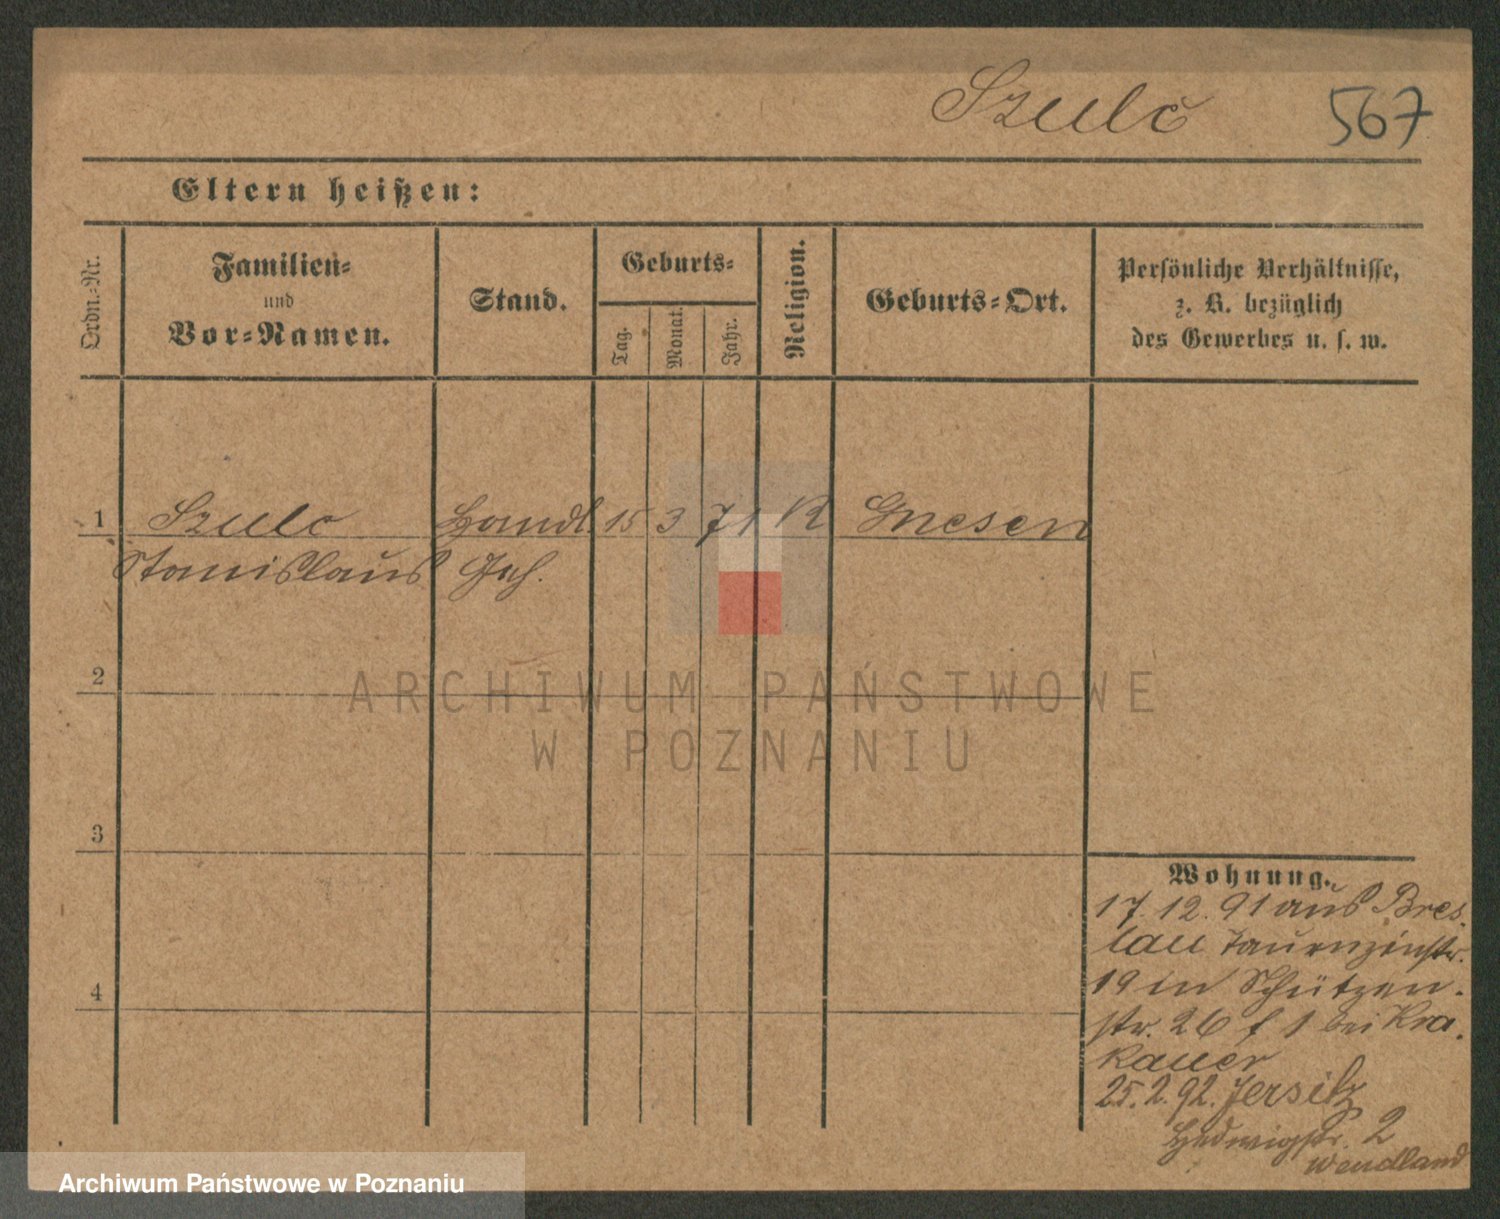 Szulc
567
Eltern heißen:
Ordn.-Nr.
Familien-
und
Vor-Namen.
Stand.
Geburts-
Tag.
Monat.
Jahr.
Religion.
Geburts-Ort.
Persönliche Verhältnisse,
z. B. bezüglich
des Gewerbes u. s. w.
1 Szulc Handl. 15 3 71 K Gnesen
Stanislaus Geh.
2
3
4
Wohnung.
17. 12. 91 aus Bres-
lau Tauenzinstr.
19 in Schützen-
str. 26 f 1 bei Kra-
kauer
25. 2. 92. Jersitz
Hedwigstr. 2
Wendland
ARCHIWUM PAŃSTWOWE
W POZNANIU
Archiwum Państwowe w Poznaniu